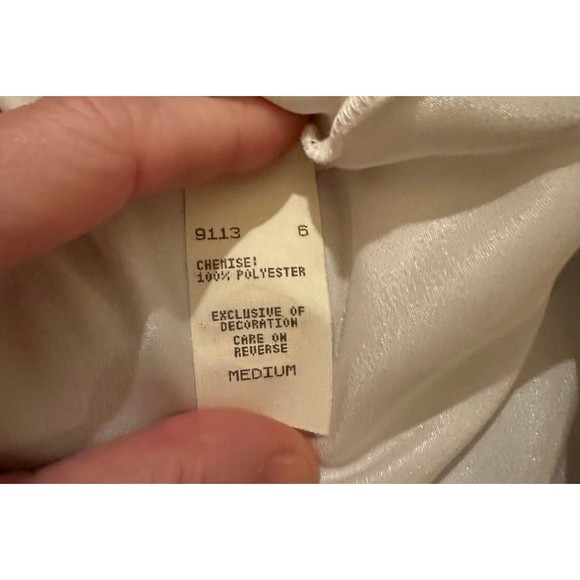 9113 6
CHEMISE:
100% POLYESTER
EXCLUSIVE OF
DECORATION
CARE ON
REVERSE
MEDIUM